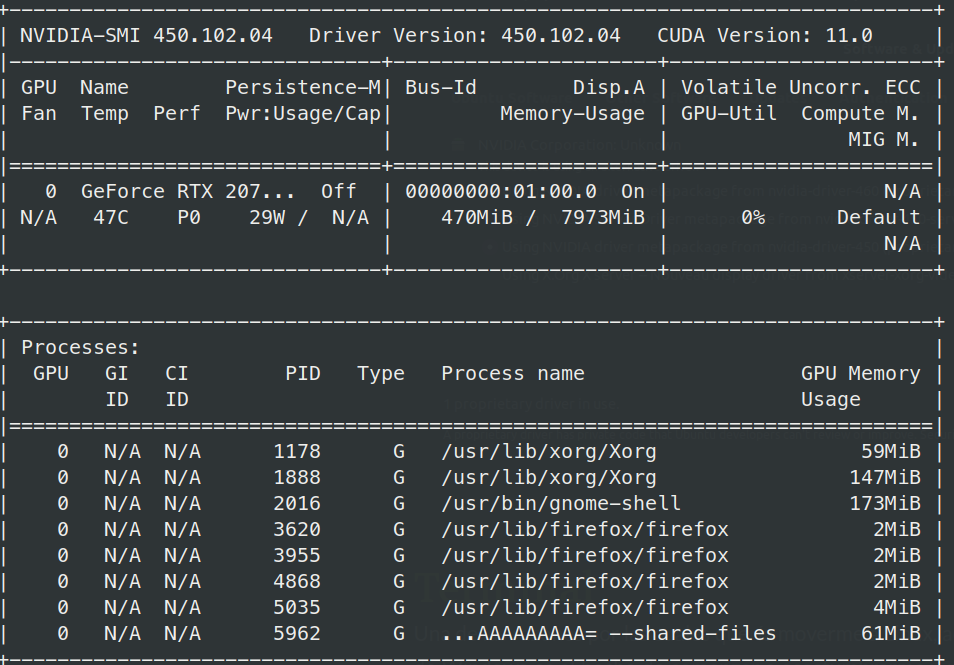 +-----------------------------------------------------------------------------+
| NVIDIA-SMI 450.102.04   Driver Version: 450.102.04   CUDA Version: 11.0     |
|-------------------------------+----------------------+----------------------+
| GPU  Name        Persistence-M| Bus-Id        Disp.A | Volatile Uncorr. ECC |
| Fan  Temp  Perf  Pwr:Usage/Cap|         Memory-Usage | GPU-Util  Compute M. |
|                               |                      |               MIG M. |
|===============================+======================+======================|
|   0  GeForce RTX 207...  Off  | 00000000:01:00.0  On |                  N/A |
| N/A   47C    P0    29W /  N/A |    470MiB /  7973MiB |      0%      Default |
|                               |                      |                  N/A |
+-------------------------------+----------------------+----------------------+

+-----------------------------------------------------------------------------+
| Processes:                                                                  |
|  GPU   GI   CI        PID   Type   Process name                  GPU Memory |
|        ID   ID                                                   Usage      |
|=============================================================================|
|    0   N/A  N/A      1178      G   /usr/lib/xorg/Xorg                 59MiB |
|    0   N/A  N/A      1888      G   /usr/lib/xorg/Xorg                147MiB |
|    0   N/A  N/A      2016      G   /usr/bin/gnome-shell              173MiB |
|    0   N/A  N/A      3620      G   /usr/lib/firefox/firefox            2MiB |
|    0   N/A  N/A      3955      G   /usr/lib/firefox/firefox            2MiB |
|    0   N/A  N/A      4868      G   /usr/lib/firefox/firefox            2MiB |
|    0   N/A  N/A      5035      G   /usr/lib/firefox/firefox            4MiB |
|    0   N/A  N/A      5962      G   ...AAAAAAAAA= --shared-files       61MiB |
+-----------------------------------------------------------------------------+